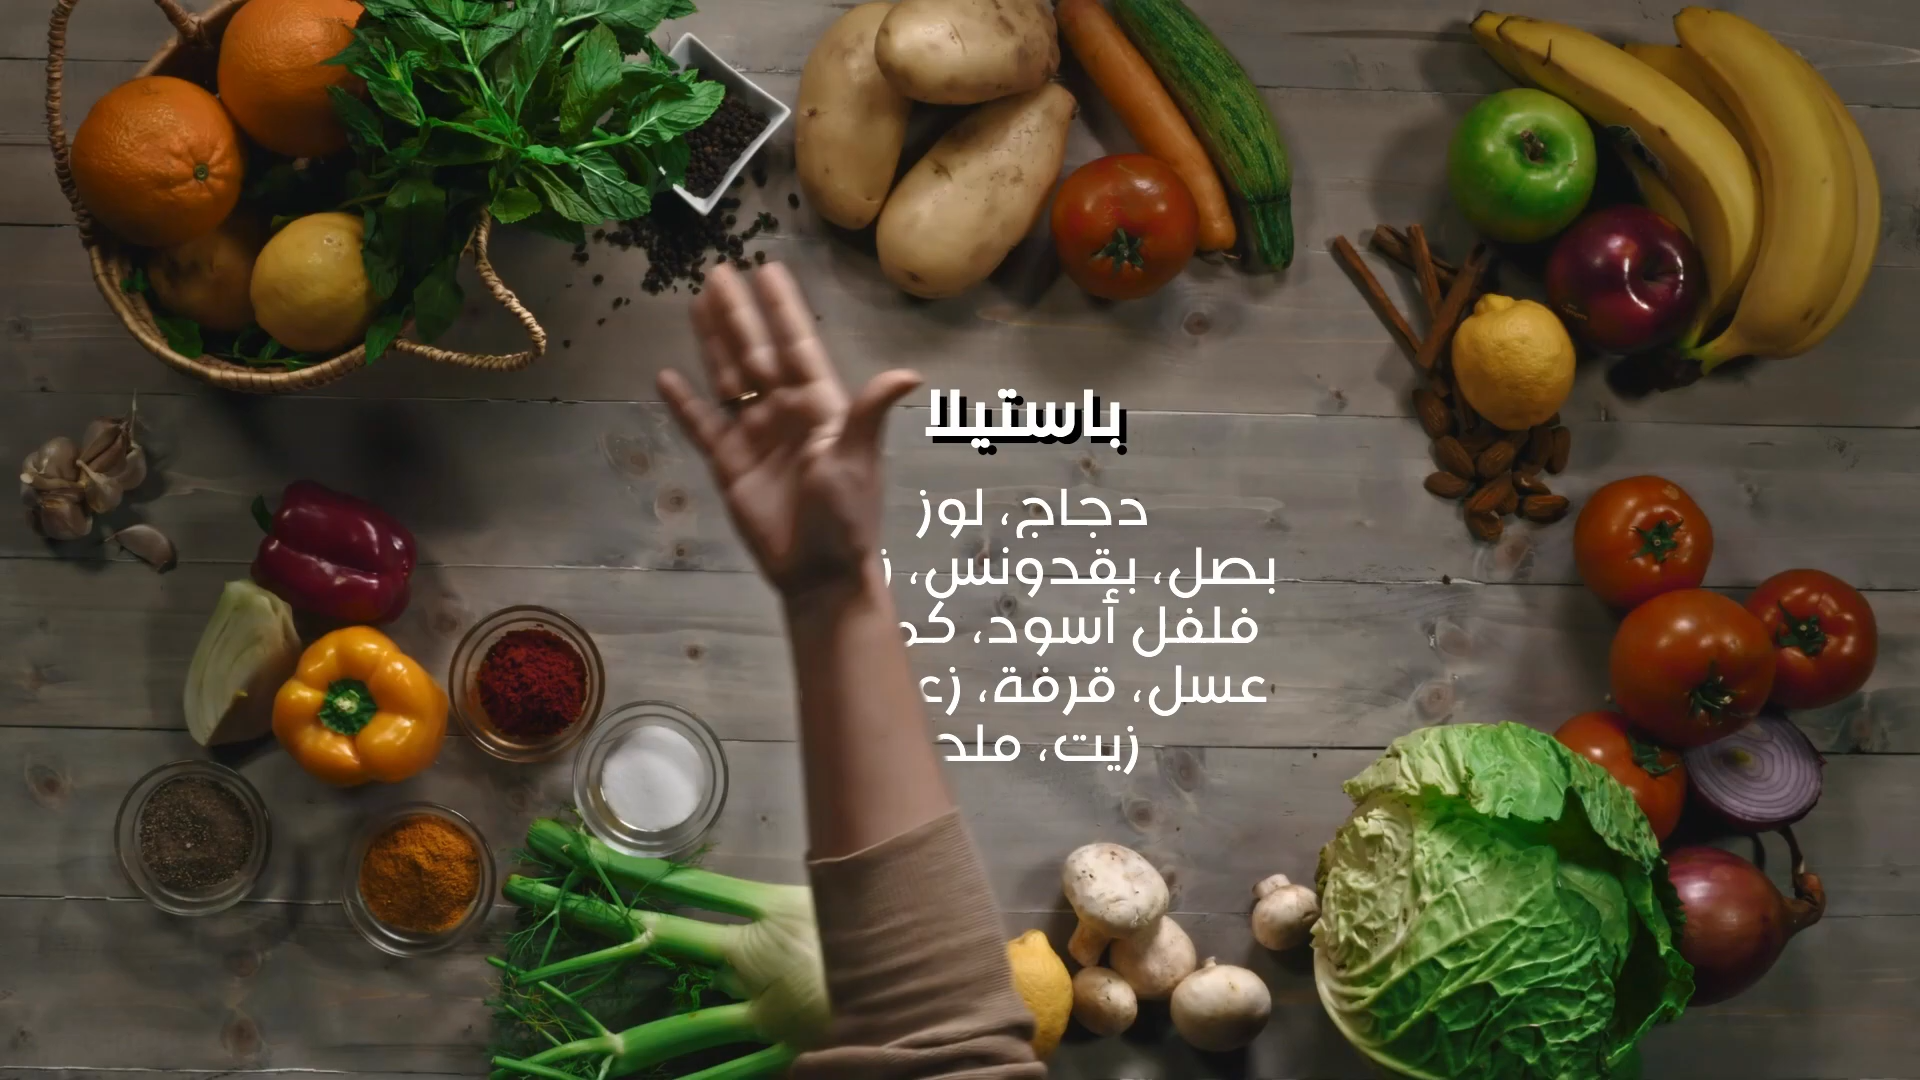 باستيلا
دجاج، لوز
بصل، بقدونس،
فلفل أسود،
عسل، قرفة،
زيت،